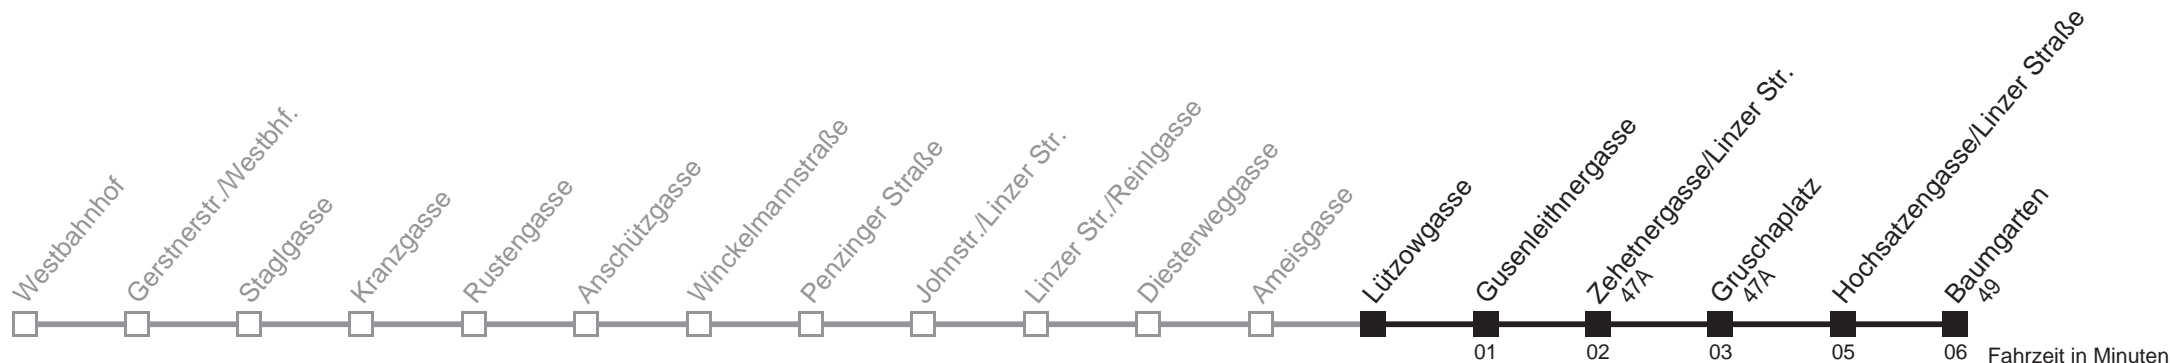 Westbahnhof
Gerstnerstr./Westbhf.
Staglgasse
Kranzgasse
Rustengasse
Anschützgasse
Winckelmannstraße
Penzinger Straße
Johnstr./Linzer Str.
Linzer Str./Reinlgasse
Diesterweggasse
Ameisgasse
Lützowgasse
Gusenleithnergasse
Zehetnergasse/Linzer Str.
47A
Gruschaplatz
47A
Hochsatzengasse/Linzer Straße
Baumgarten
49
01 02 03 05 06 Fahrzeit in Minuten